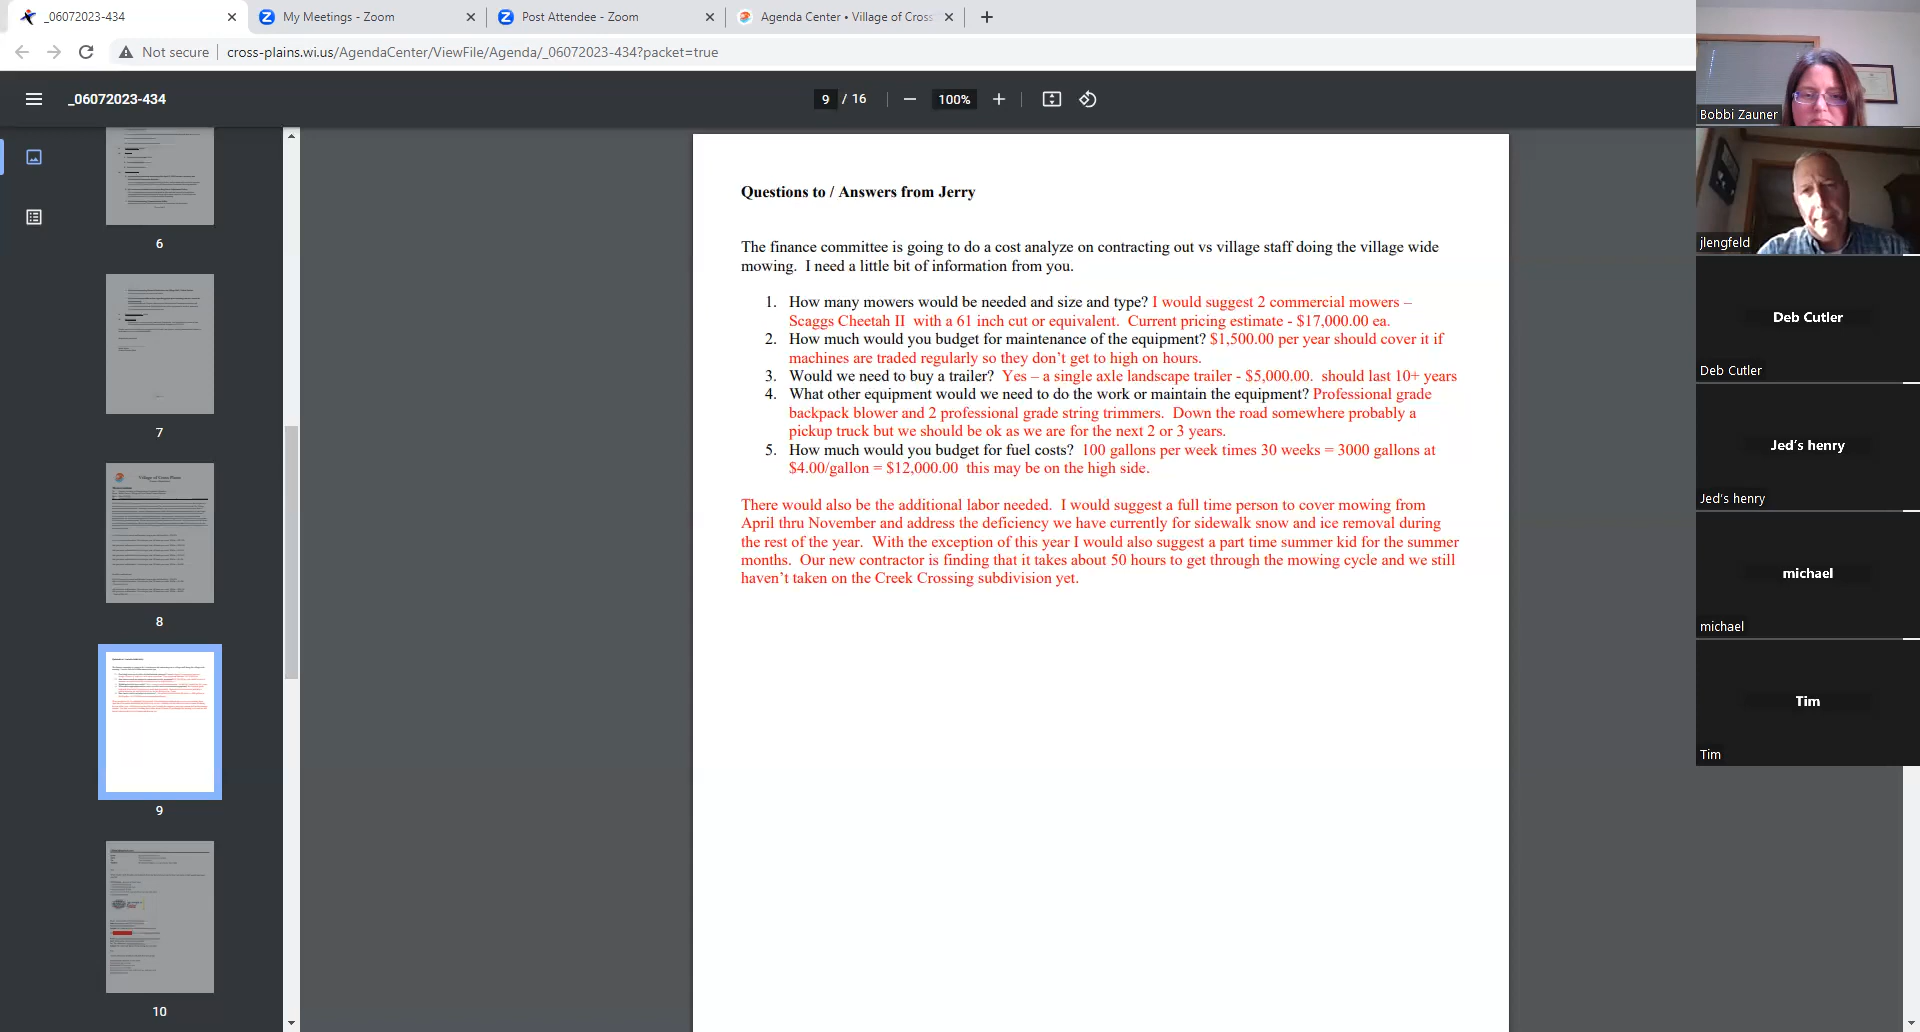 _06072023-434
My Meetings - Zoom
Post Attendee - Zoom
Agenda Center • Village of Cross
Not secure
cross-plains.wi.us/AgendaCenter/ViewFile/Agenda/_06072023-434?packet=true
_06072023-434
9 / 16
100%
6
7
8
9
10
Questions to / Answers from Jerry
The finance committee is going to do a cost analyze on contracting out vs village staff doing the village wide
mowing. I need a little bit of information from you.
1. How many mowers would be needed and size and type? I would suggest 2 commercial mowers –
Scaggs Cheetah II with a 61 inch cut or equivalent. Current pricing estimate - $17,000.00 ea.
2. How much would you budget for maintenance of the equipment? $1,500.00 per year should cover it if
machines are traded regularly so they don't get to high on hours.
3. Would we need to buy a trailer? Yes – a single axle landscape trailer - $5,000.00. should last 10+ years
4. What other equipment would we need to do the work or maintain the equipment? Professional grade
backpack blower and 2 professional grade string trimmers. Down the road somewhere probably a
pickup truck but we should be ok as we are for the next 2 or 3 years.
5. How much would you budget for fuel costs? 100 gallons per week times 30 weeks = 3000 gallons at
$4.00/gallon = $12,000.00 this may be on the high side.
There would also be the additional labor needed. I would suggest a full time person to cover mowing from
April thru November and address the deficiency we have currently for sidewalk snow and ice removal during
the rest of the year. With the exception of this year I would also suggest a part time summer kid for the summer
months. Our new contractor is finding that it takes about 50 hours to get through the mowing cycle and we still
haven't taken on the Creek Crossing subdivision yet.
Bobbi Zauner
jlengfeld
Deb Cutler
Deb Cutler
Jed's henry
Jed's henry
michael
michael
Tim
Tim